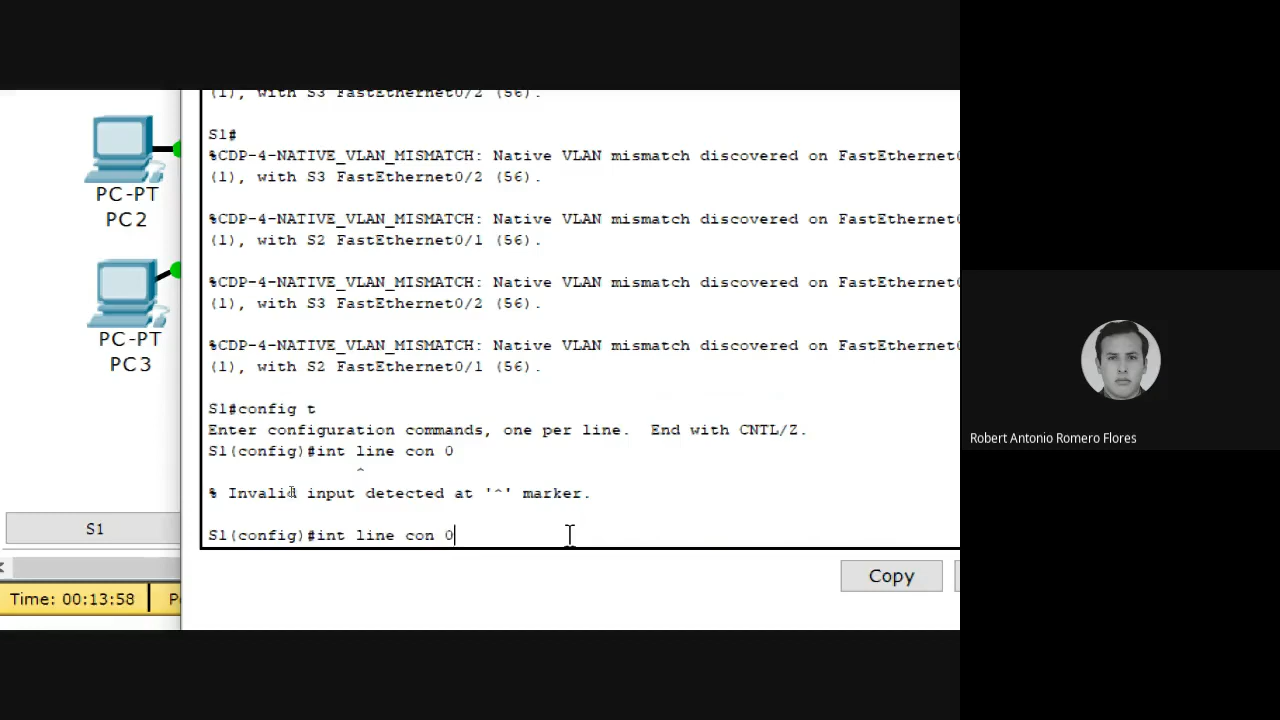 (1), with S3 FastEthernet0/2 (56).
S1#
%CDP-4-NATIVE_VLAN_MISMATCH: Native VLAN mismatch discovered on FastEthernet0
(1), with S3 FastEthernet0/2 (56).
%CDP-4-NATIVE_VLAN_MISMATCH: Native VLAN mismatch discovered on FastEthernet0
(1), with S2 FastEthernet0/1 (56).
%CDP-4-NATIVE_VLAN_MISMATCH: Native VLAN mismatch discovered on FastEthernet0
(1), with S3 FastEthernet0/2 (56).
%CDP-4-NATIVE_VLAN_MISMATCH: Native VLAN mismatch discovered on FastEthernet0
(1), with S2 FastEthernet0/1 (56).
S1#config t
Enter configuration commands, one per line.  End with CNTL/Z.
S1(config)#int line con 0
^
% Invalid input detected at '^' marker.
S1(config)#int line con 0
PC-PT
PC2
PC-PT
PC3
S1
Time: 00:13:58
Copy
Robert Antonio Romero Flores